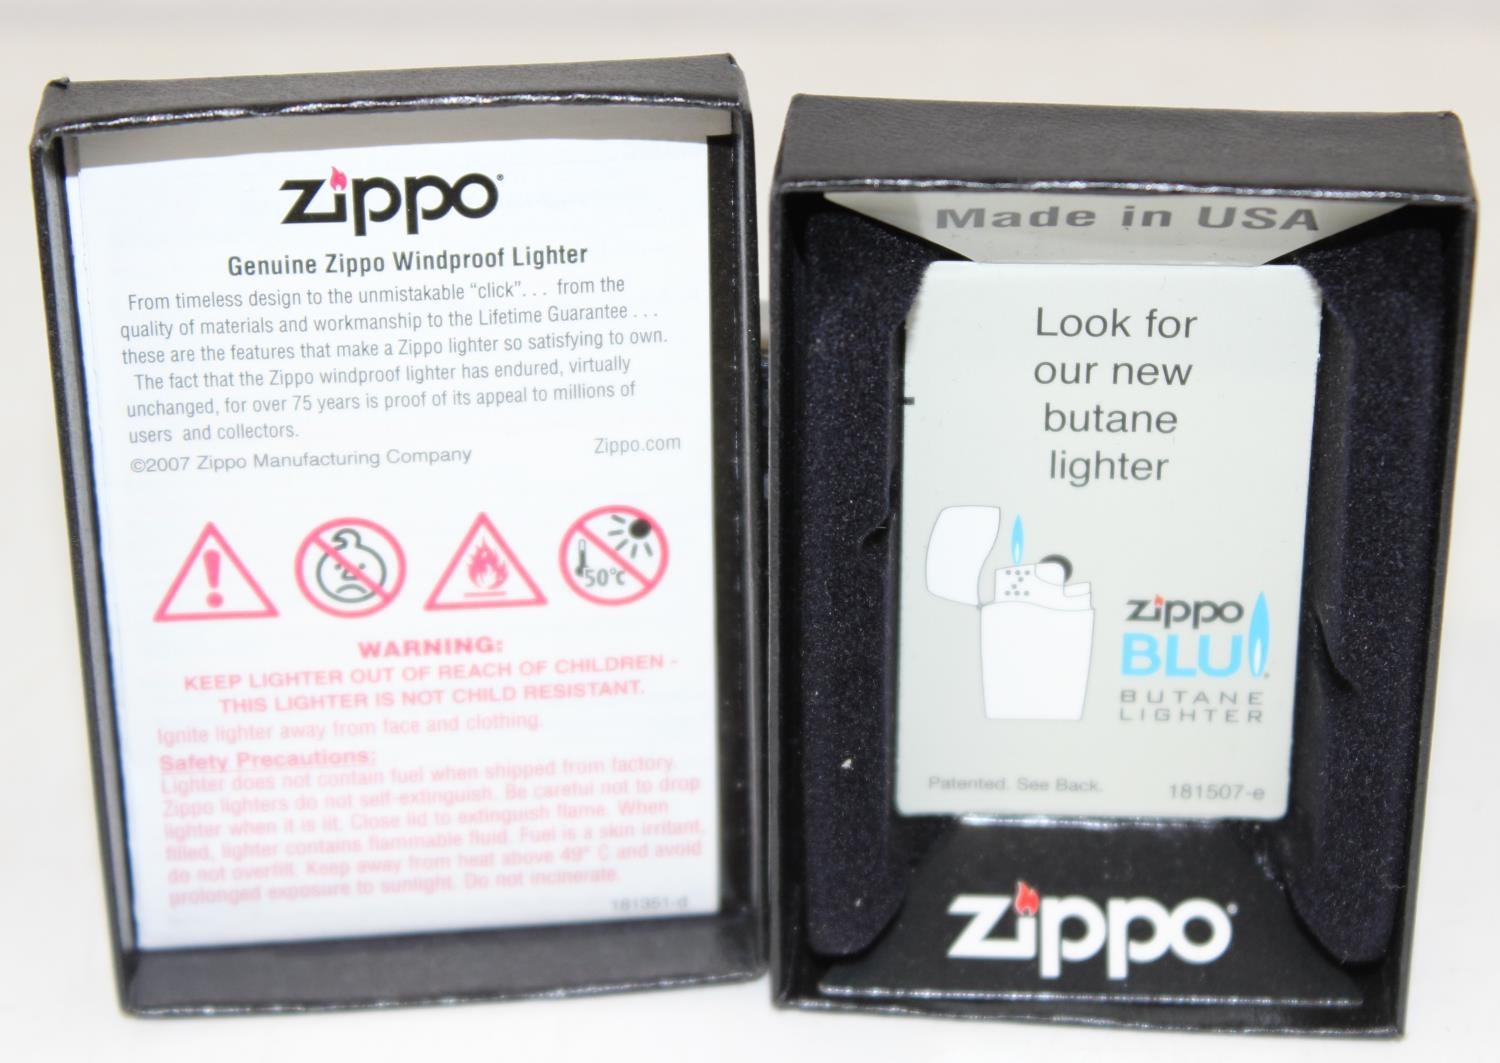 Zippo
Genuine Zippo Windproof Lighter
From timeless design to the unmistakable “click”. . . from the
quality of materials and workmanship to the Lifetime Guarantee . . .
these are the features that make a Zippo lighter so satisfying to own.
The fact that the Zippo windproof lighter has endured, virtually
unchanged, for over 75 years is proof of its appeal to millions of
users and collectors.
©2007 Zippo Manufacturing Company
Zippo.com
50°c
WARNING:
KEEP LIGHTER OUT OF REACH OF CHILDREN -
THIS LIGHTER IS NOT CHILD RESISTANT.
Ignite lighter away from face and clothing.
Safety Precautions:
Lighter does not contain fuel when shipped from factory.
Zippo lighters do not self-extinguish. Be careful not to drop
lighter when it is lit. Close lid to extinguish flame. When
filled, lighter contains flammable fluid. Fuel is a skin irritant,
do not overfill. Keep away from heat above 49° C and avoid
prolonged exposure to sunlight. Do not incinerate.
181351-d
Made in USA
Look for
our new
butane
lighter
Zippo
BLU
BUTANE
LIGHTER
Patented. See Back.
181507-e
Zippo